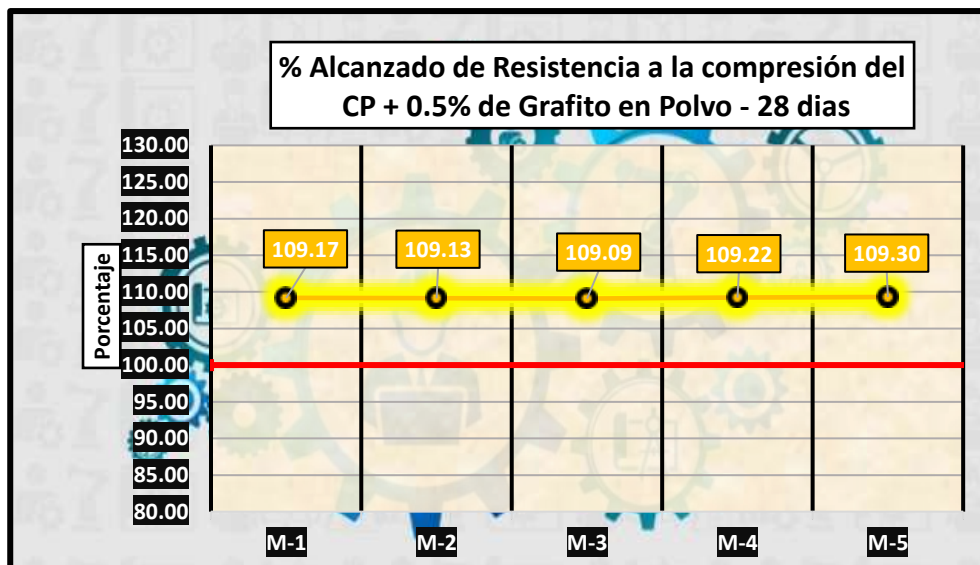 % Alcanzado de Resistencia a la compresión del
CP + 0.5% de Grafito en Polvo - 28 dias
Porcentaje
130.00
125.00
120.00
115.00
110.00
105.00
100.00
95.00
90.00
85.00
80.00
109.17
109.13
109.09
109.22
109.30
M-1
M-2
M-3
M-4
M-5